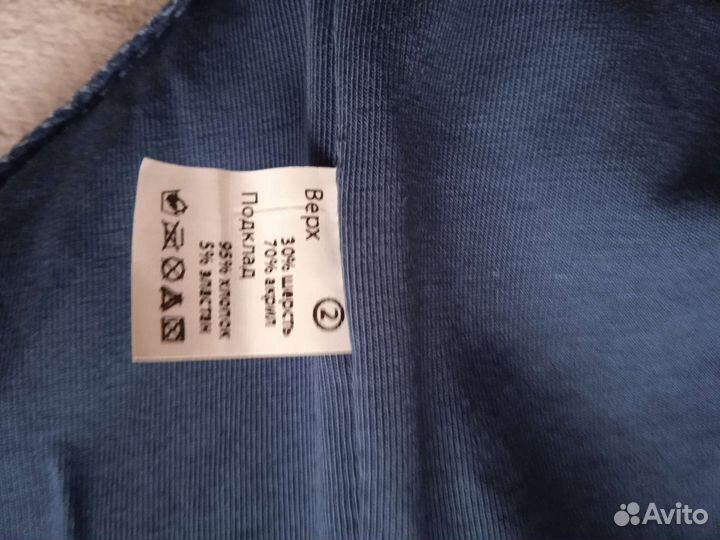 Верх
30% шерсть
70% акрил
Подклад
95% хлопок
5% эластан
2
Avito